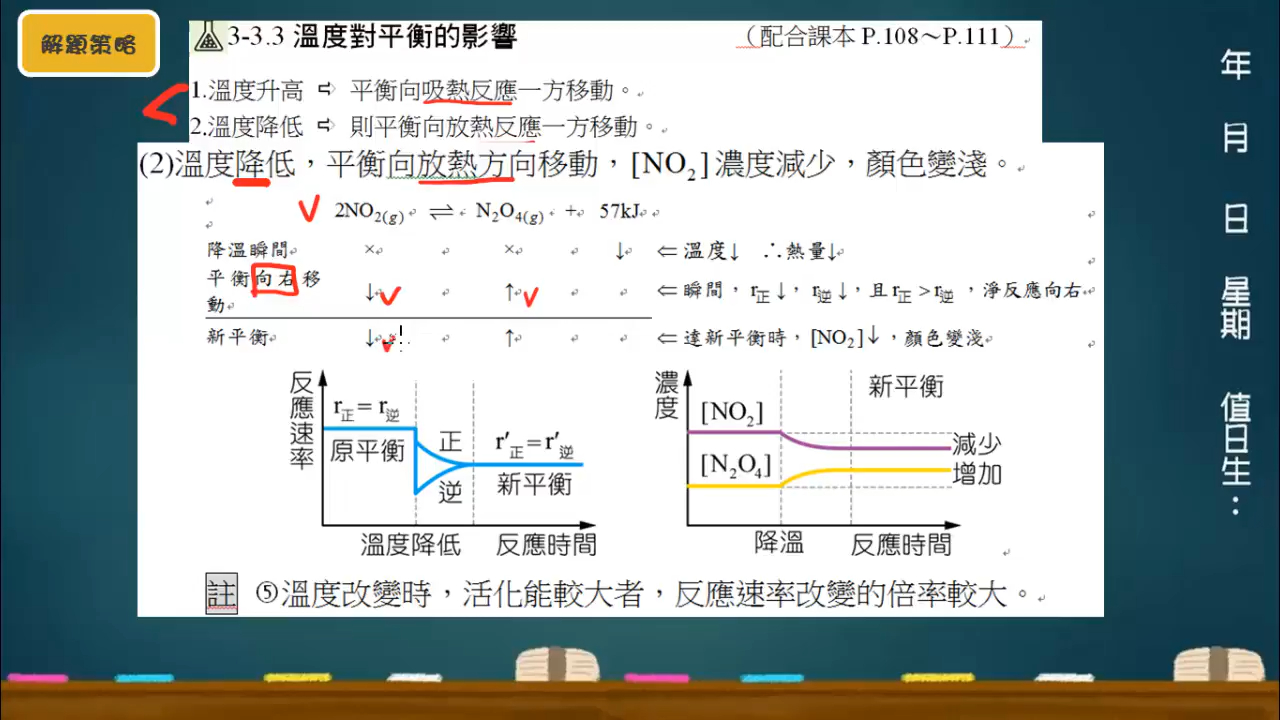 解題策略
3-3.3 溫度對平衡的影響 （配合課本 P.108～P.111）
1.溫度升高 ⇨ 平衡向吸熱反應一方移動。
2.溫度降低 ⇨ 則平衡向放熱反應一方移動。
(2)溫度降低，平衡向放熱方向移動，[NO₂]濃度減少，顏色變淺。
2NO₂(g) ⇌ N₂O₄(g) + 57kJ
降溫瞬間 × × ↓ ⇐ 溫度↓ ∴熱量↓
平衡向右移
動 ↓ ↑ ⇐ 瞬間，r正↓，r逆↓，且 r正＞r逆，淨反應向右
新平衡 ↓ ↑ ⇐ 達新平衡時，[NO₂]↓，顏色變淺
反應速率
r正＝r逆
原平衡
正
逆
r′正＝r′逆
新平衡
溫度降低 反應時間
濃度
新平衡
[NO₂]
減少
[N₂O₄]
增加
降溫 反應時間
註 ⑤溫度改變時，活化能較大者，反應速率改變的倍率較大。
年 月 日 星期 值日生：